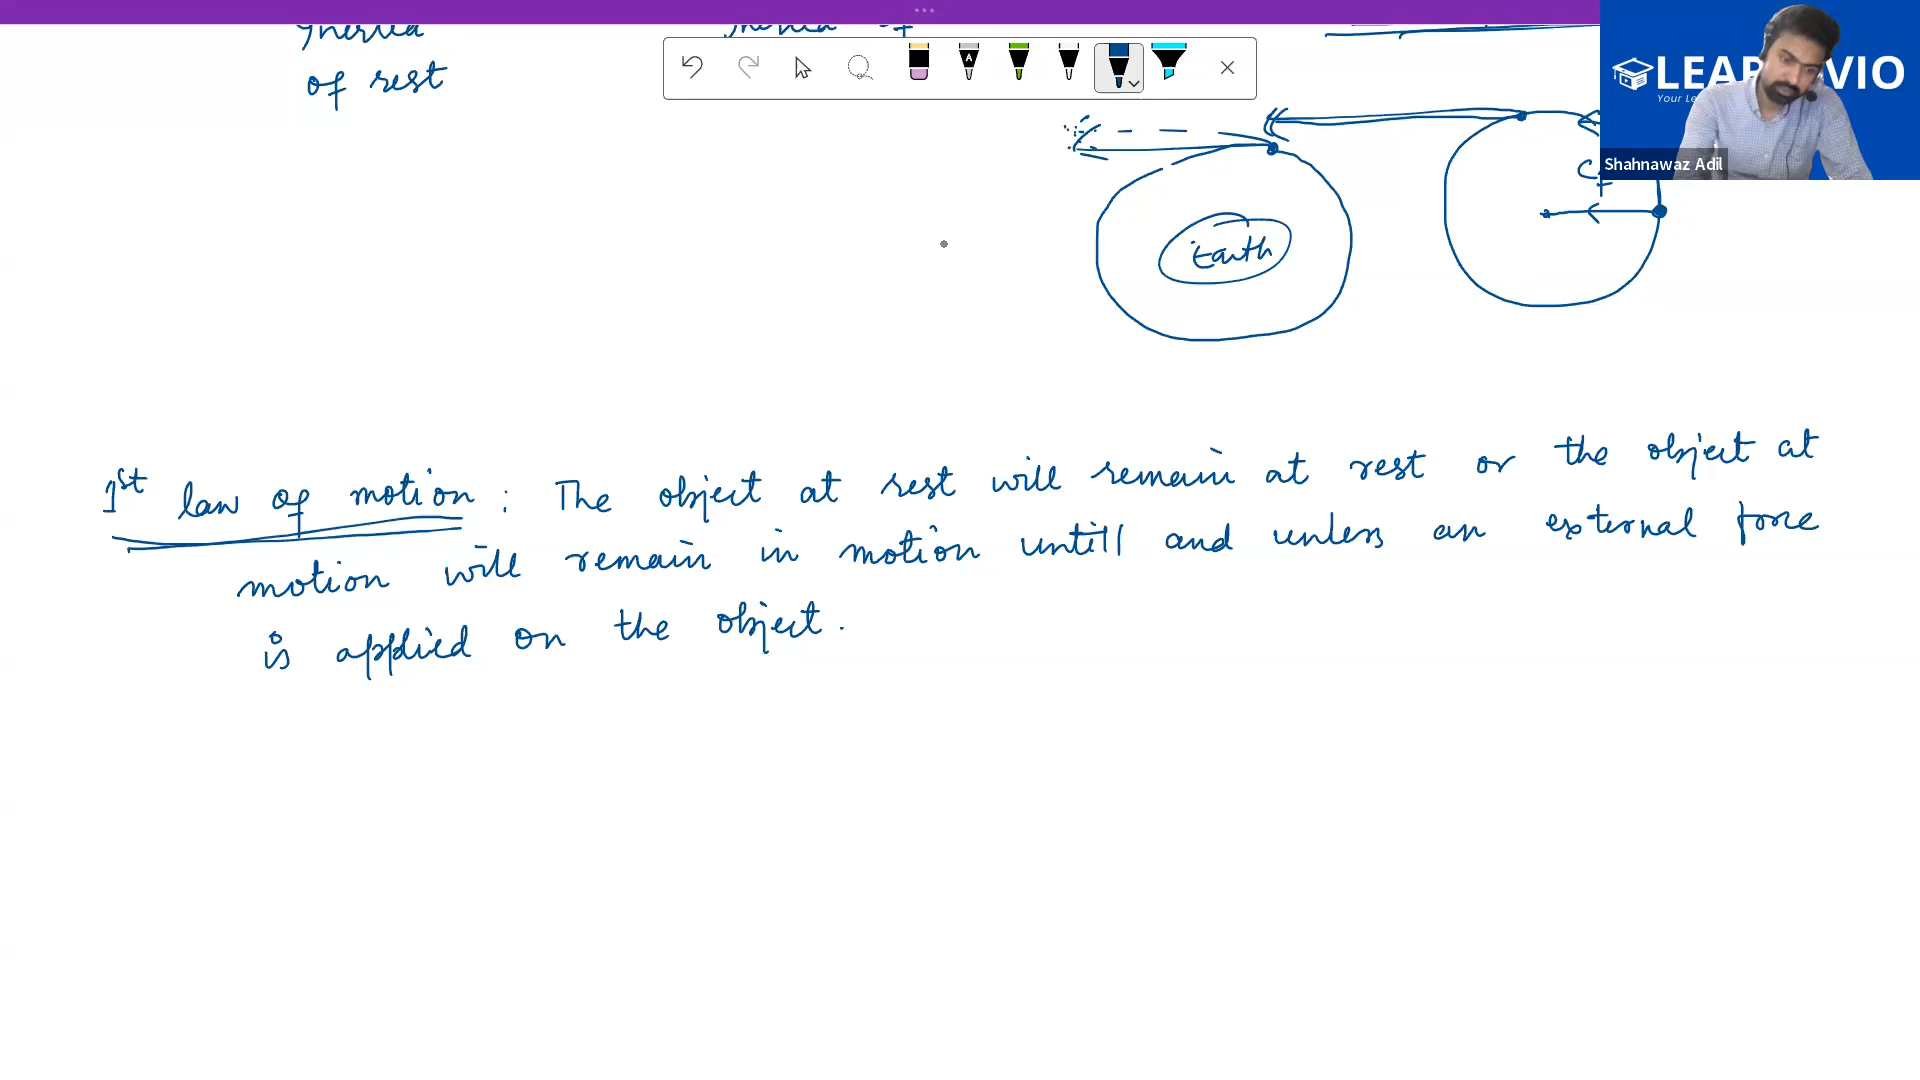 Inertia
of rest
LEAR VIO
Shahnawaz Adil
Earth
1st law of motion : The object at rest will remain at rest or the object at
motion will remain in motion untill and unless an external force
is applied on the object.